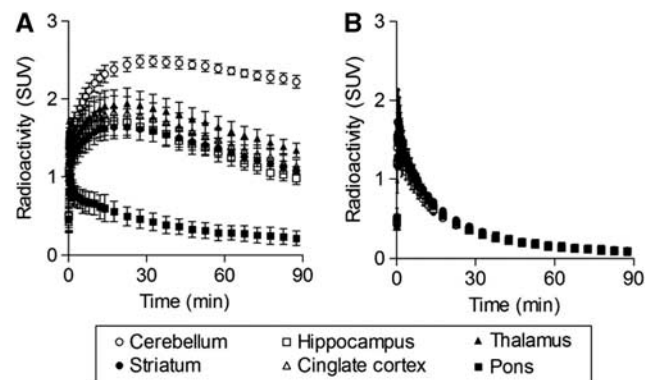 A
B
3
2
1
0
Radioactivity (SUV)
0 30 60 90
Time (min)
3
2
1
0
Radioactivity (SUV)
0 30 60 90
Time (min)
Cerebellum Hippocampus Thalamus
Striatum Cinglate cortex Pons